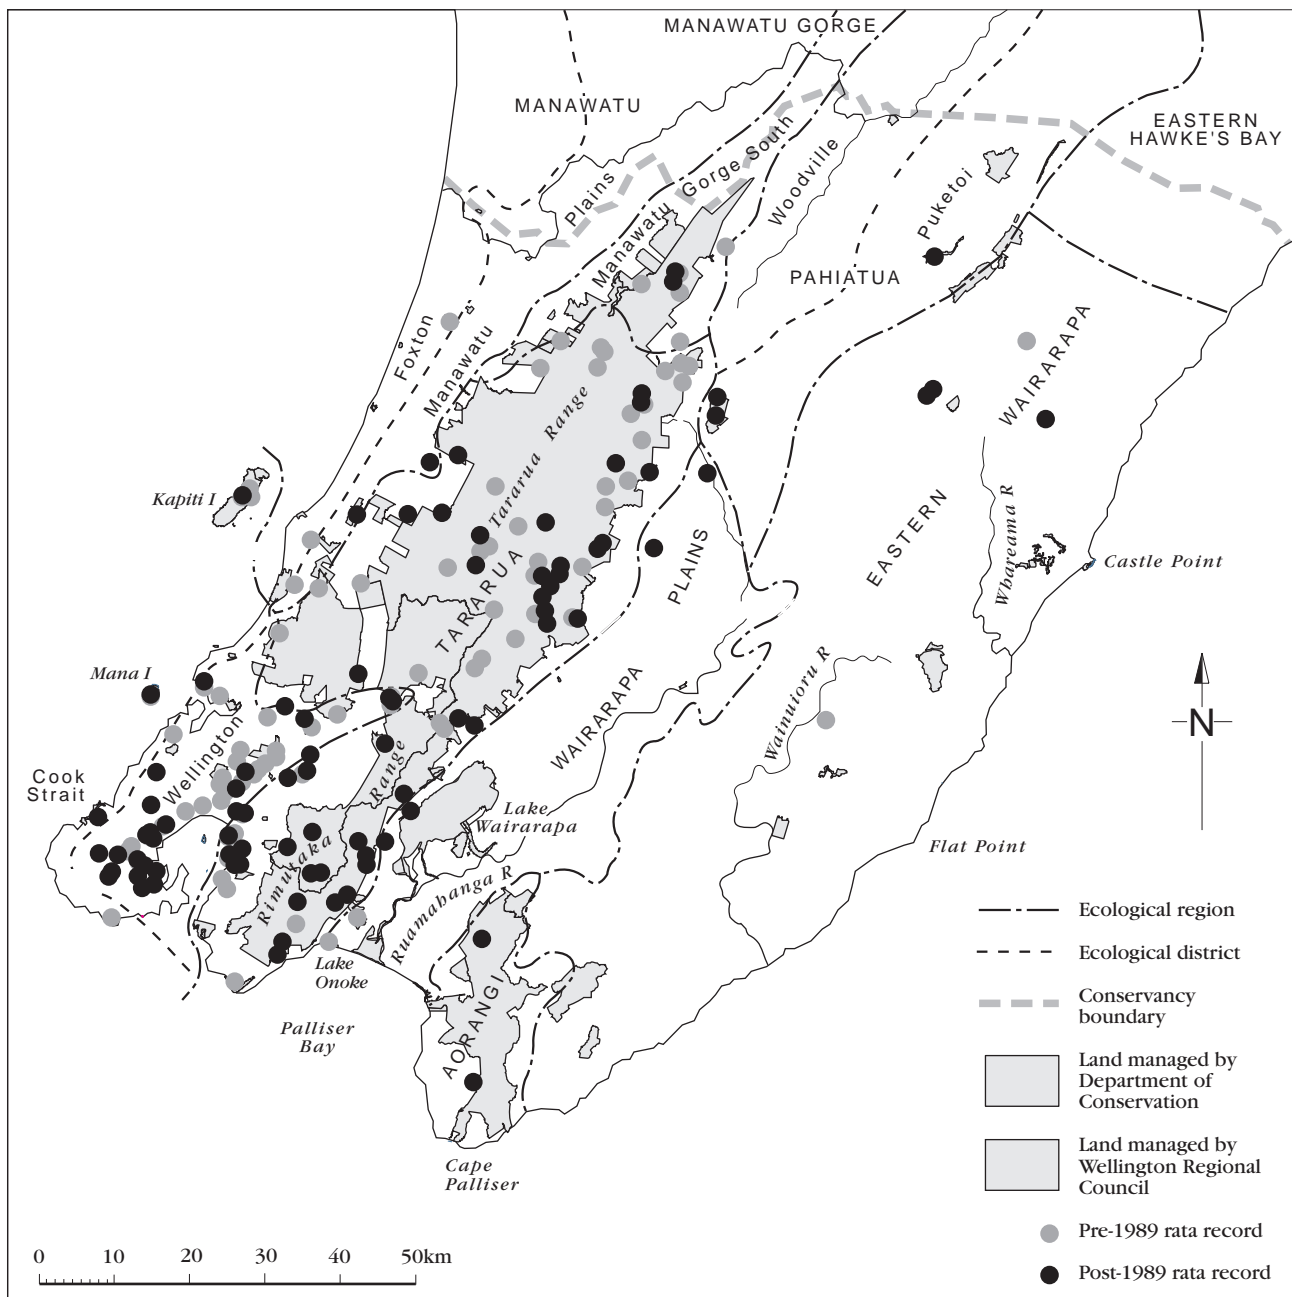 MANAWATU GORGE
MANAWATU
EASTERN
HAWKE'S BAY
Plains
Manawatu Gorge South
Woodville
Puketoi
PAHIATUA
Foxton
Manawatu
WAIRARAPA
Tararua Range
Kapiti I
EASTERN
Whareama R
Castle Point
TARARUA
PLAINS
WAIRARAPA
Mana I
Wellington
Wainuioru R
Cook
Strait
Range
Rimutaka
Lake
Wairarapa
Flat Point
Ruamahanga R
Lake
Onoke
Palliser
Bay
AORANGI
Cape
Palliser
N
Ecological region
Ecological district
Conservancy
boundary
Land managed by
Department of
Conservation
Land managed by
Wellington Regional
Council
Pre-1989 rata record
Post-1989 rata record
0 10 20 30 40 50km